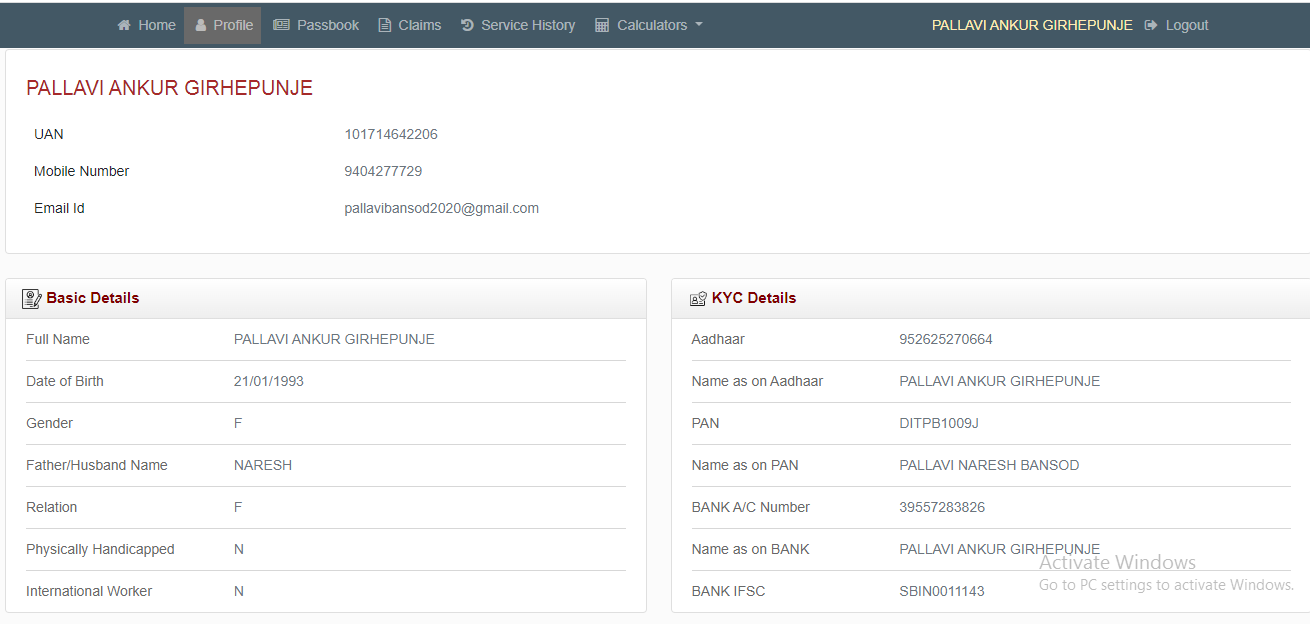 Home Profile Passbook Claims Service History Calculators PALLAVI ANKUR GIRHEPUNJE Logout
PALLAVI ANKUR GIRHEPUNJE
UAN 101714642206
Mobile Number 9404277729
Email Id pallavibansod2020@gmail.com
Basic Details
Full Name PALLAVI ANKUR GIRHEPUNJE
Date of Birth 21/01/1993
Gender F
Father/Husband Name NARESH
Relation F
Physically Handicapped N
International Worker N
KYC Details
Aadhaar 952625270664
Name as on Aadhaar PALLAVI ANKUR GIRHEPUNJE
PAN DITPB1009J
Name as on PAN PALLAVI NARESH BANSOD
BANK A/C Number 39557283826
Name as on BANK PALLAVI ANKUR GIRHEPUNJE
BANK IFSC SBIN0011143
Activate Windows
Go to PC settings to activate Windows.